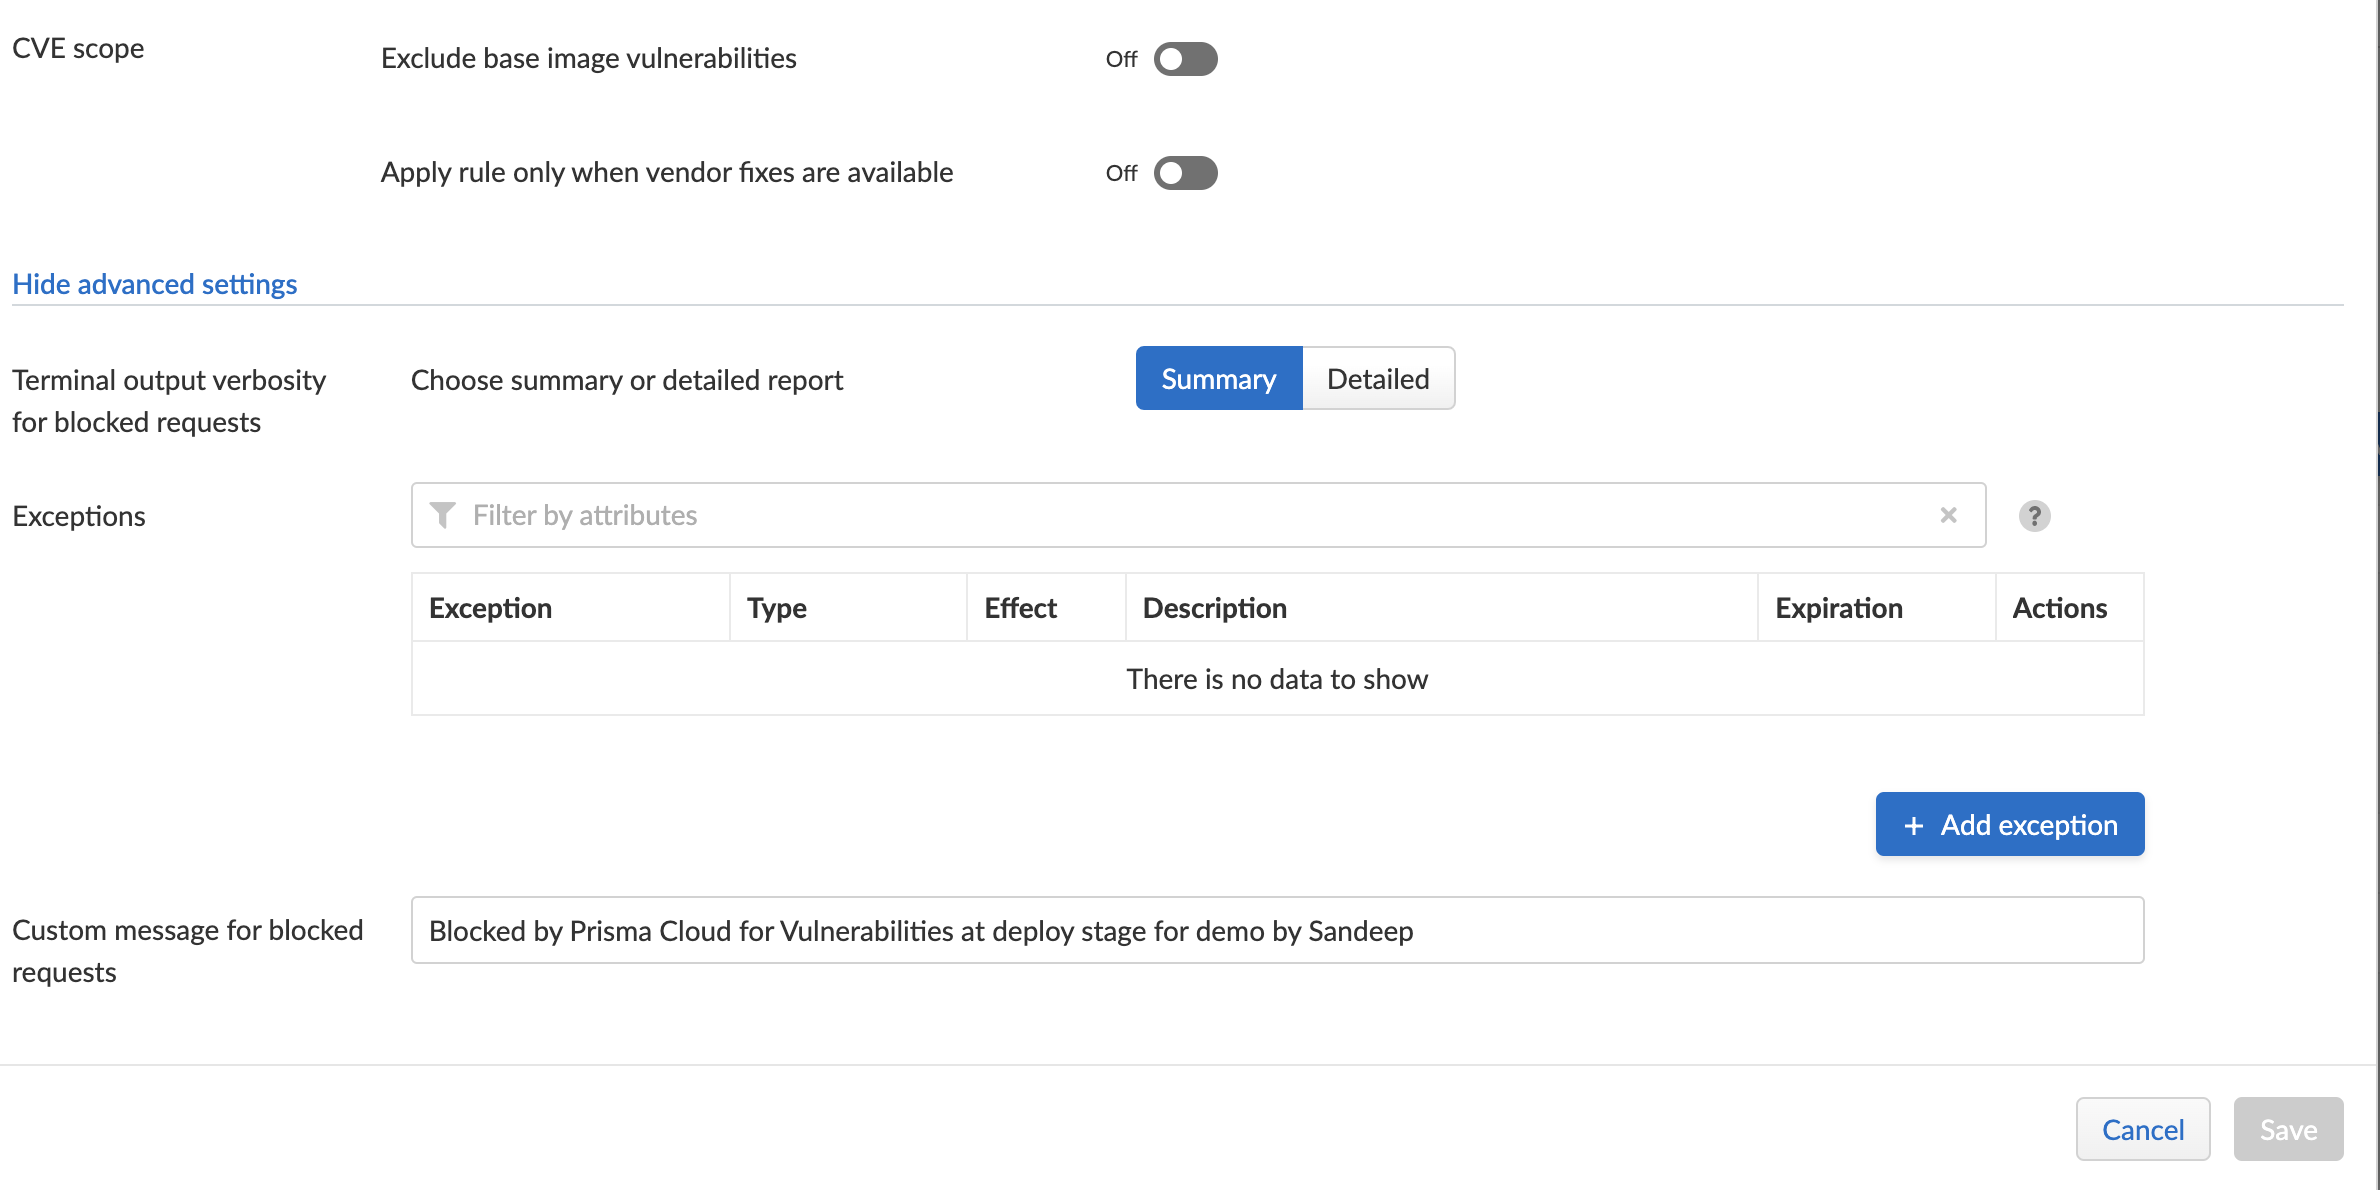 CVE scope
Exclude base image vulnerabilities
Off
Apply rule only when vendor fixes are available
Off
Hide advanced settings
Terminal output verbosity
for blocked requests
Choose summary or detailed report
Summary
Detailed
Exceptions
Filter by attributes
?
Exception Type Effect Description Expiration Actions
There is no data to show
+ Add exception
Custom message for blocked
requests
Blocked by Prisma Cloud for Vulnerabilities at deploy stage for demo by Sandeep
Cancel
Save